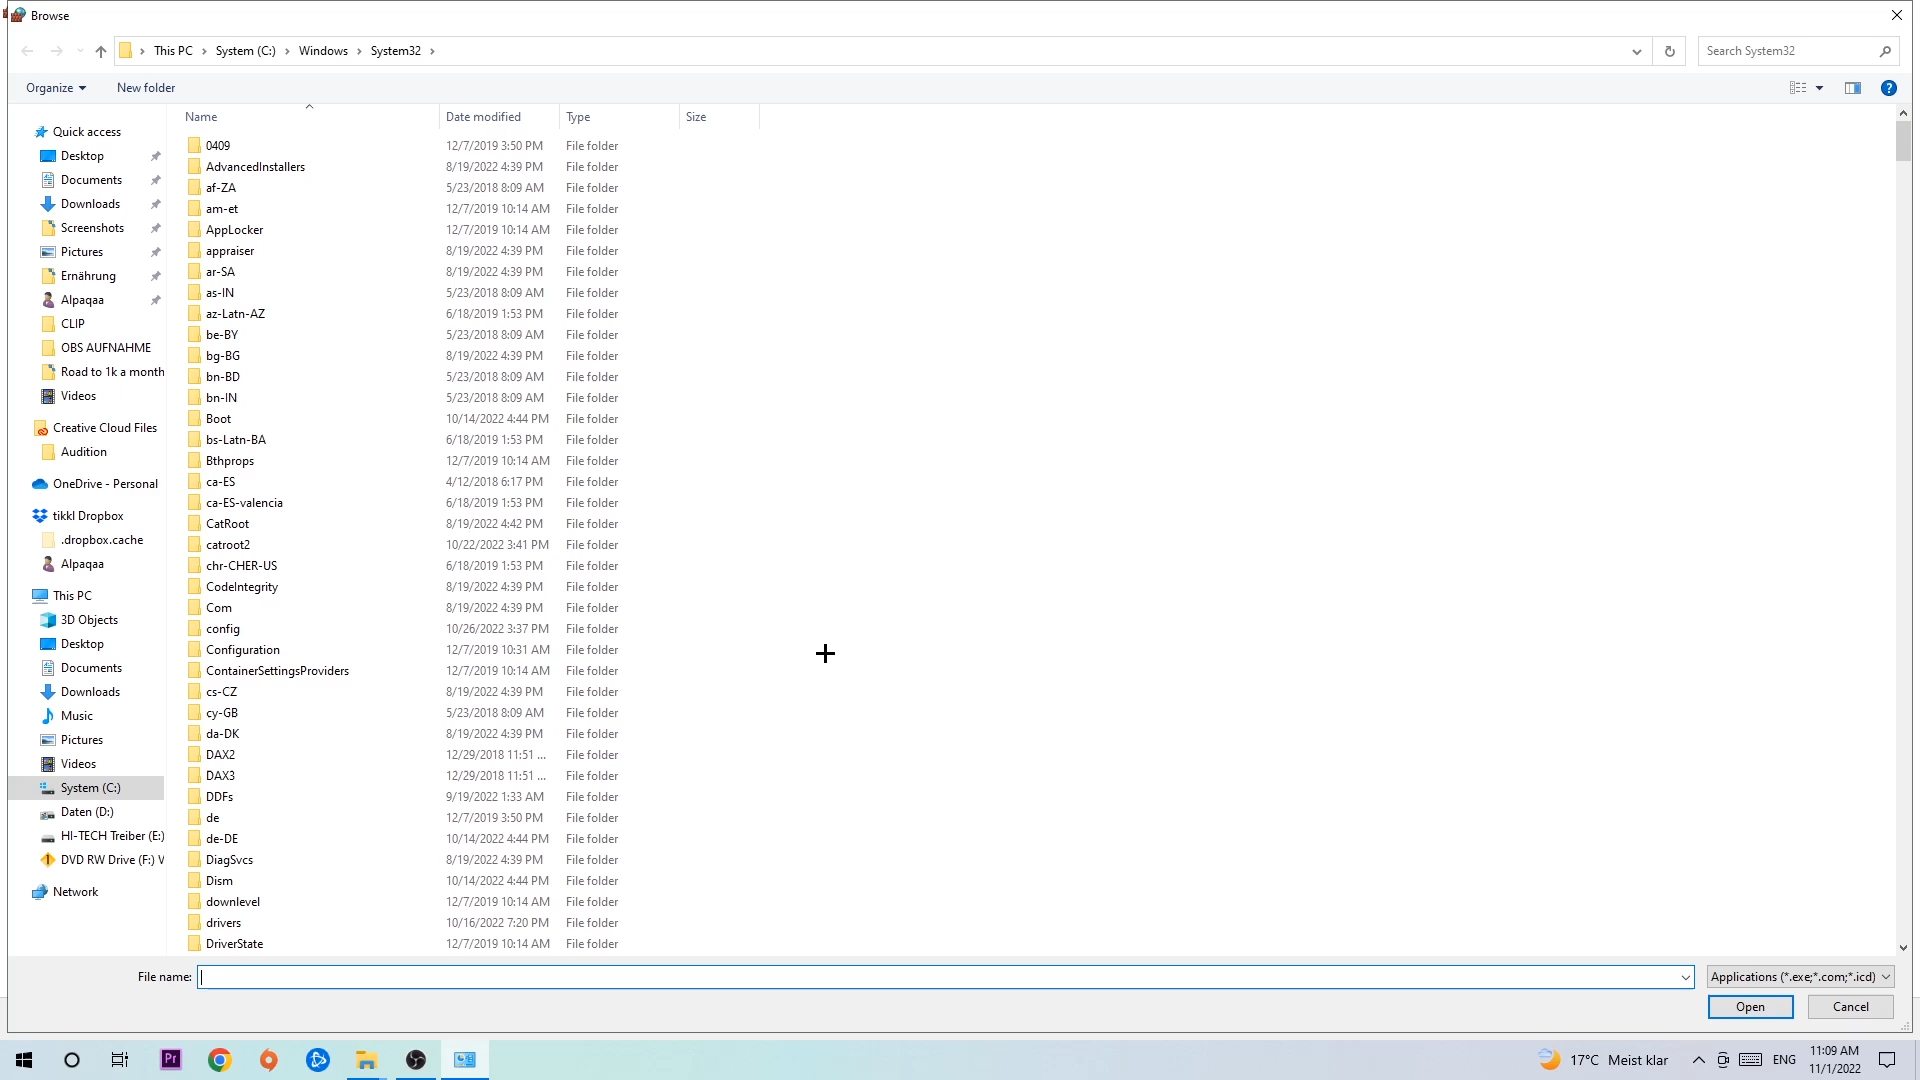 Browse
This PC
System (C:)
Windows
System32
Search System32
Organize
New folder
Name
Date modified
Type
Size
Quick access
Desktop
Documents
Downloads
Screenshots
Pictures
Ernährung
Alpaqaa
CLIP
OBS AUFNAHME
Road to 1k a month
Videos
Creative Cloud Files
Audition
OneDrive - Personal
tikkl Dropbox
.dropbox.cache
Alpaqaa
This PC
3D Objects
Desktop
Documents
Downloads
Music
Pictures
Videos
System (C:)
Daten (D:)
HI-TECH Treiber (E:)
DVD RW Drive (F:) V
Network
0409 12/7/2019 3:50 PM File folder
AdvancedInstallers 8/19/2022 4:39 PM File folder
af-ZA 5/23/2018 8:09 AM File folder
am-et 12/7/2019 10:14 AM File folder
AppLocker 12/7/2019 10:14 AM File folder
appraiser 8/19/2022 4:39 PM File folder
ar-SA 8/19/2022 4:39 PM File folder
as-IN 5/23/2018 8:09 AM File folder
az-Latn-AZ 6/18/2019 1:53 PM File folder
be-BY 5/23/2018 8:09 AM File folder
bg-BG 8/19/2022 4:39 PM File folder
bn-BD 5/23/2018 8:09 AM File folder
bn-IN 5/23/2018 8:09 AM File folder
Boot 10/14/2022 4:44 PM File folder
bs-Latn-BA 6/18/2019 1:53 PM File folder
Bthprops 12/7/2019 10:14 AM File folder
ca-ES 4/12/2018 6:17 PM File folder
ca-ES-valencia 6/18/2019 1:53 PM File folder
CatRoot 8/19/2022 4:42 PM File folder
catroot2 10/22/2022 3:41 PM File folder
chr-CHER-US 6/18/2019 1:53 PM File folder
CodeIntegrity 8/19/2022 4:39 PM File folder
Com 8/19/2022 4:39 PM File folder
config 10/26/2022 3:37 PM File folder
Configuration 12/7/2019 10:31 AM File folder
ContainerSettingsProviders 12/7/2019 10:14 AM File folder
cs-CZ 8/19/2022 4:39 PM File folder
cy-GB 5/23/2018 8:09 AM File folder
da-DK 8/19/2022 4:39 PM File folder
DAX2 12/29/2018 11:51 ... File folder
DAX3 12/29/2018 11:51 ... File folder
DDFs 9/19/2022 1:33 AM File folder
de 12/7/2019 3:50 PM File folder
de-DE 10/14/2022 4:44 PM File folder
DiagSvcs 8/19/2022 4:39 PM File folder
Dism 10/14/2022 4:44 PM File folder
downlevel 12/7/2019 10:14 AM File folder
drivers 10/16/2022 7:20 PM File folder
DriverState 12/7/2019 10:14 AM File folder
File name:
Applications (*.exe;*.com;*.icd)
Open
Cancel
Pr
17°C Meist klar
ENG
11:09 AM
11/1/2022